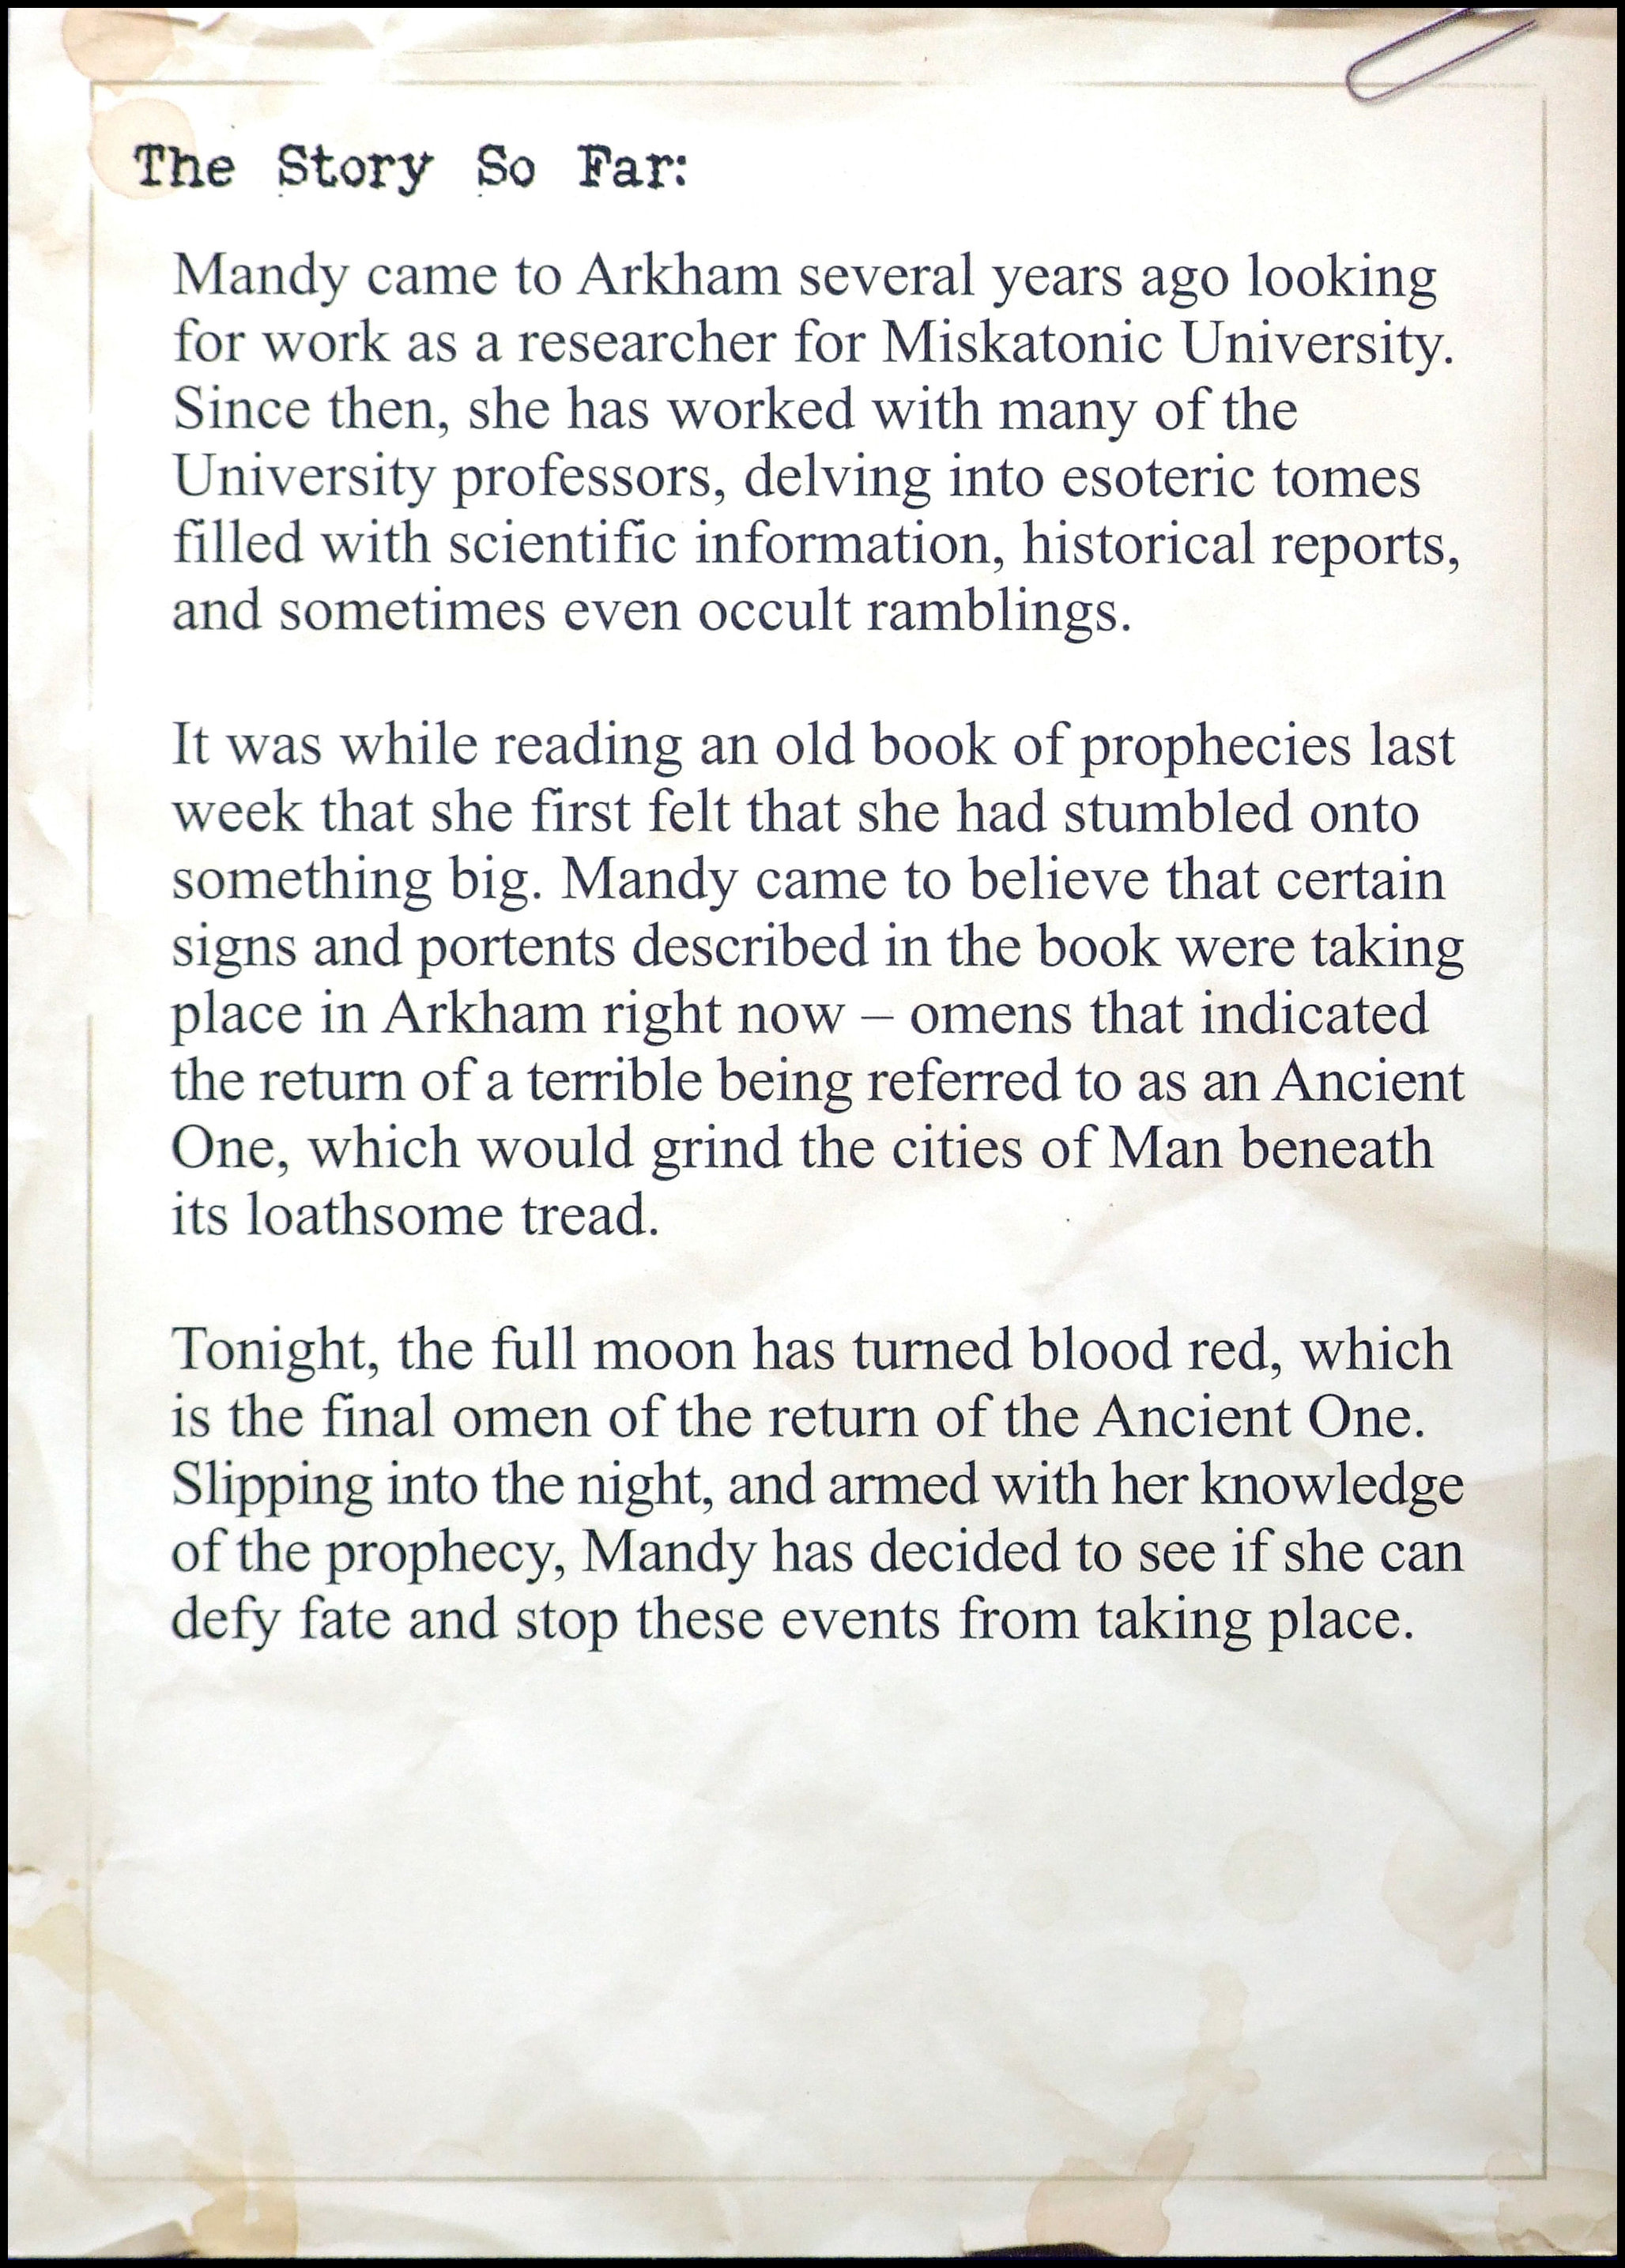 The Story So Far:
Mandy came to Arkham several years ago looking
for work as a researcher for Miskatonic University.
Since then, she has worked with many of the
University professors, delving into esoteric tomes
filled with scientific information, historical reports,
and sometimes even occult ramblings.
It was while reading an old book of prophecies last
week that she first felt that she had stumbled onto
something big. Mandy came to believe that certain
signs and portents described in the book were taking
place in Arkham right now – omens that indicated
the return of a terrible being referred to as an Ancient
One, which would grind the cities of Man beneath
its loathsome tread.
Tonight, the full moon has turned blood red, which
is the final omen of the return of the Ancient One.
Slipping into the night, and armed with her knowledge
of the prophecy, Mandy has decided to see if she can
defy fate and stop these events from taking place.